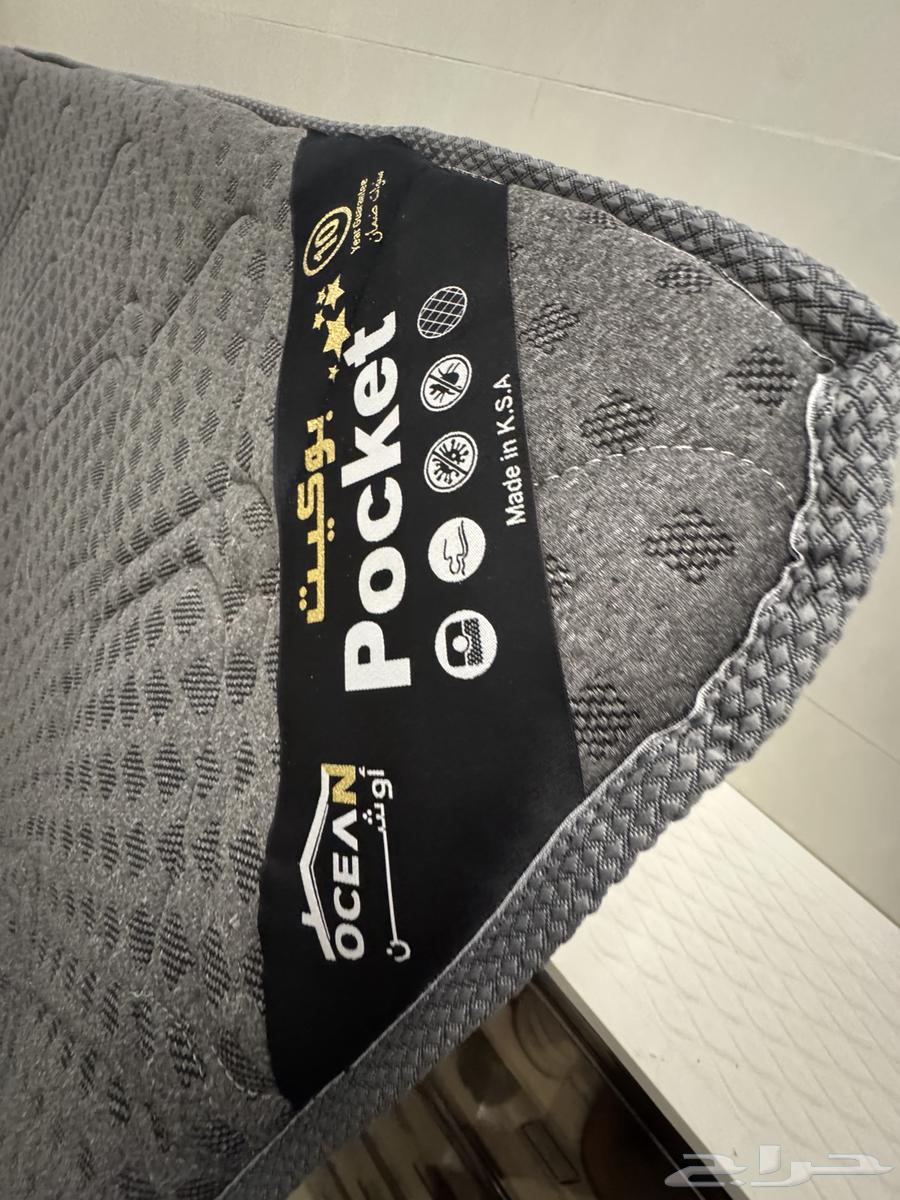 OCEAN
أوشن
بوكيت
Pocket
10
Year Guarantee
سنوات ضمان
Made in K.S.A
حراج